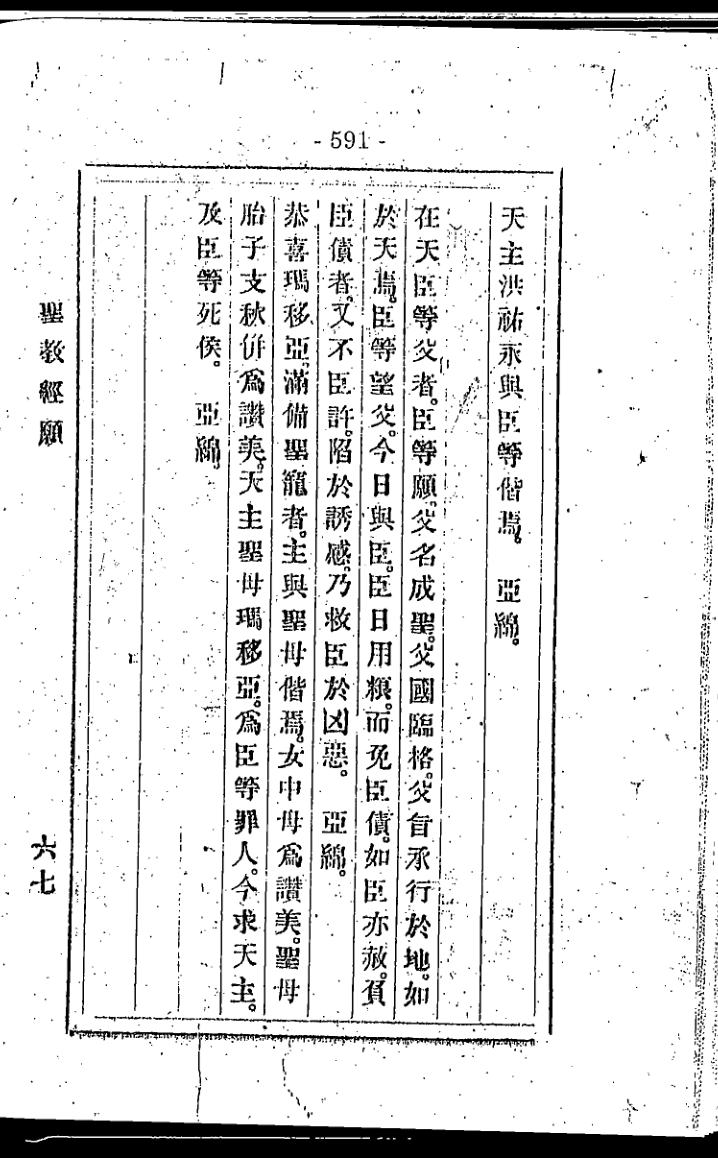 - 591 -
天主洪祐永與臣等偕焉。　亞綿。
在天臣等父者。臣等願。父名成聖。父國臨格。父旨承行於地。如
於天焉。臣等望父。今日與臣。臣日用粮。而免臣債。如臣亦赦。負
臣債者。又不臣許。陷於誘感。乃救臣於凶惡。　亞綿。
恭喜瑪移亞。滿備聖寵者。主與聖母偕焉。女中母爲讃美。聖母
胎子支秋併爲讃美。天主聖母瑪移亞。爲臣等罪人。今求天主。
及臣等死侯。　亞綿。
聖教經願
六七